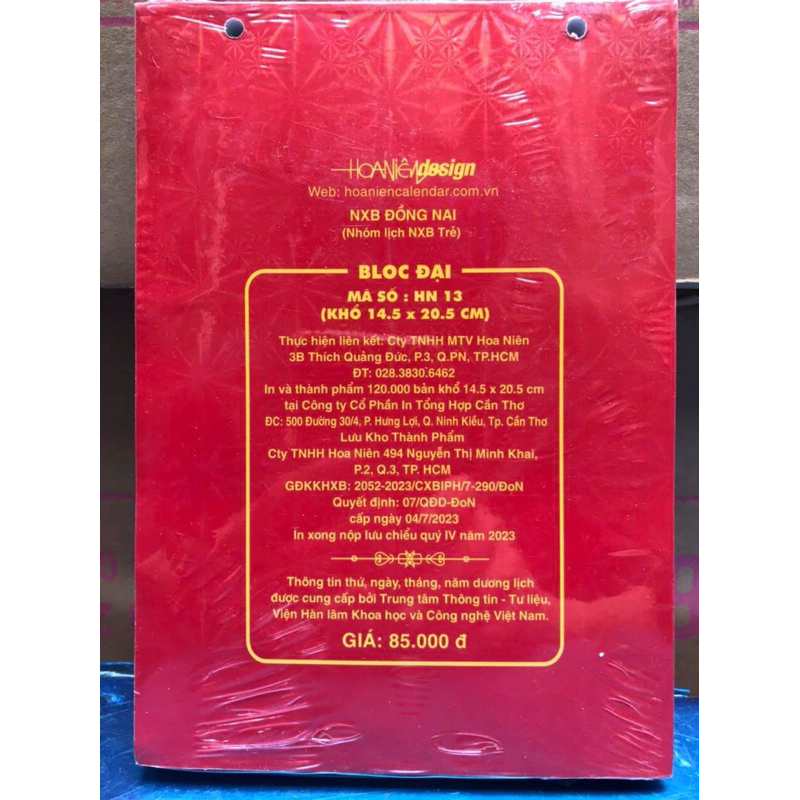 HOANIÊNdesign
Web: hoaniencalendar.com.vn
NXB ĐỒNG NAI
(Nhóm lịch NXB Trẻ)
BLOC ĐẠI
MÃ SỐ : HN 13
(KHỔ 14.5 x 20.5 CM)
Thực hiện liên kết: Cty TNHH MTV Hoa Niên
3B Thích Quảng Đức, P.3, Q.PN, TP.HCM
ĐT: 028.3830.6462
In và thành phẩm 120.000 bản khổ 14.5 x 20.5 cm
tại Công ty Cổ Phần In Tổng Hợp Cần Thơ
ĐC: 500 Đường 30/4, P. Hưng Lợi, Q. Ninh Kiều, Tp. Cần Thơ
Lưu Kho Thành Phẩm
Cty TNHH Hoa Niên 494 Nguyễn Thị Minh Khai,
P.2, Q.3, TP. HCM
GĐKKHXB: 2052-2023/CXBIPH/7-290/ĐoN
Quyết định: 07/QĐD-ĐoN
cấp ngày 04/7/2023
In xong nộp lưu chiểu quý IV năm 2023
Thông tin thứ, ngày, tháng, năm dương lịch
được cung cấp bởi Trung tâm Thông tin - Tư liệu,
Viện Hàn lâm Khoa học và Công nghệ Việt Nam.
GIÁ: 85.000 đ